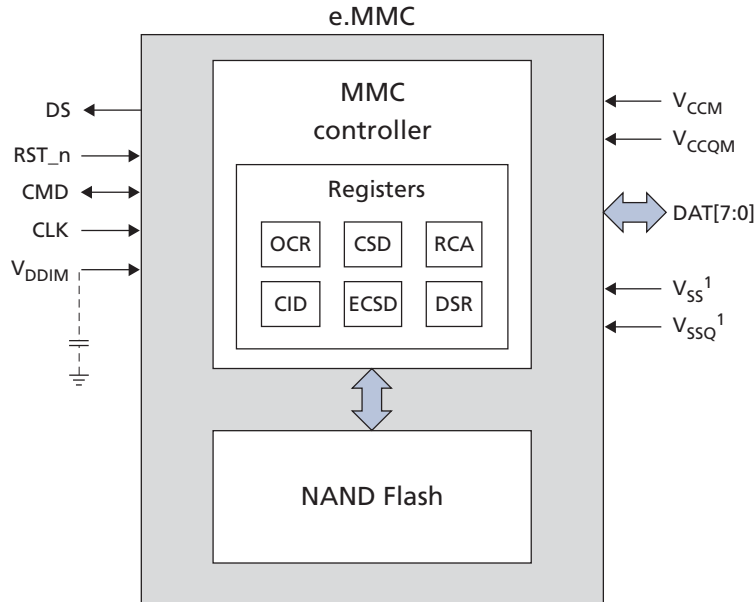 e.MMC
MMC
controller
Registers
OCR CSD RCA
CID ECSD DSR
NAND Flash
DS
RST_n
CMD
CLK
VDDIM
VCCM
VCCQM
DAT[7:0]
VSS1
VSSQ1